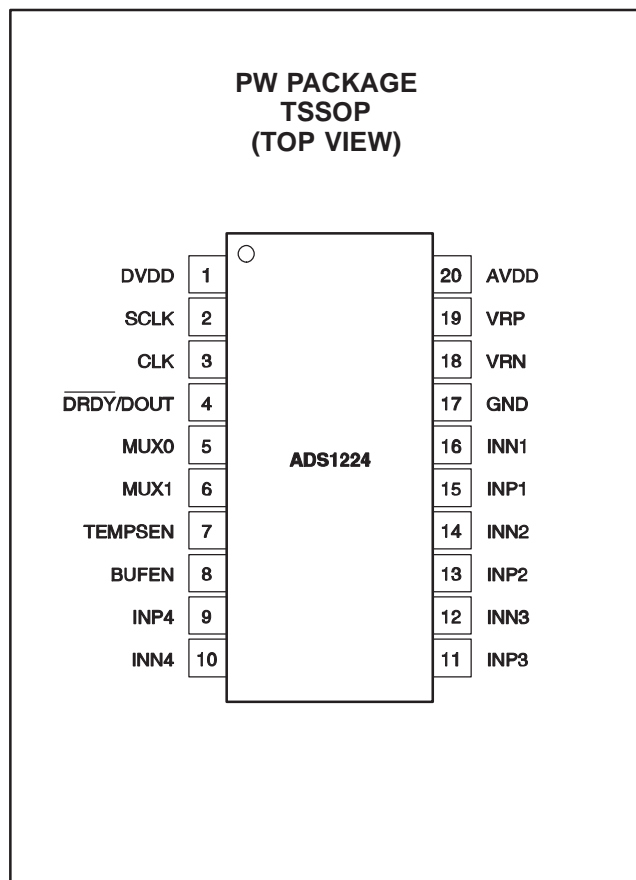 PW PACKAGE
TSSOP
(TOP VIEW)
DVDD 1 20 AVDD
SCLK 2 19 VRP
CLK 3 18 VRN
DRDY/DOUT 4 17 GND
MUX0 5 16 INN1
ADS1224
MUX1 6 15 INP1
TEMPSEN 7 14 INN2
BUFEN 8 13 INP2
INP4 9 12 INN3
INN4 10 11 INP3